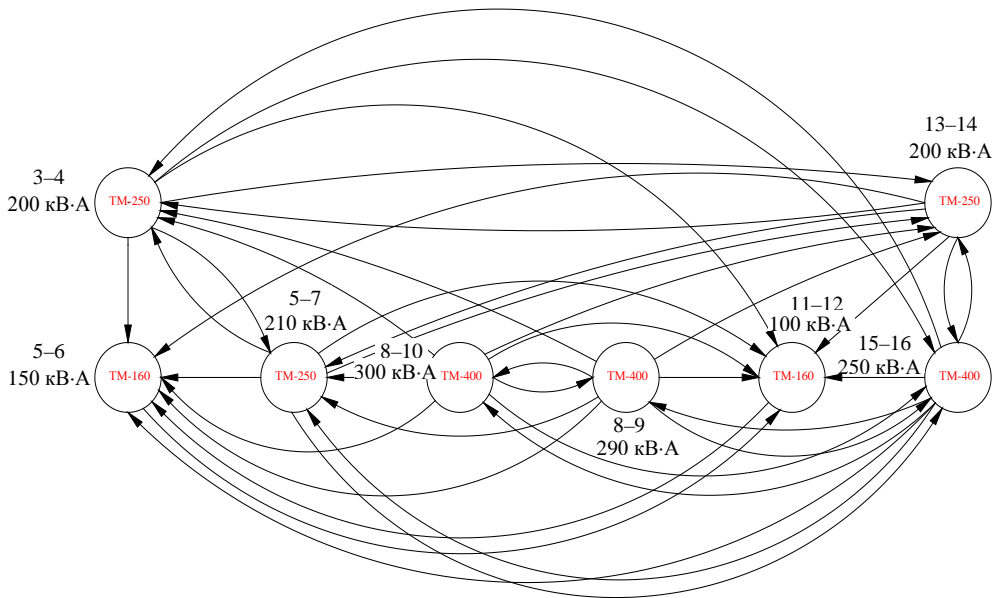 13–14
200 кВ·А
3–4
200 кВ·А
ТМ-250
ТМ-250
5–7
210 кВ·А
11–12
100 кВ·А
5–6
150 кВ·А
8–10
300 кВ·А
15–16
250 кВ·А
ТМ-160
ТМ-250
ТМ-400
ТМ-400
ТМ-160
ТМ-400
8–9
290 кВ·А